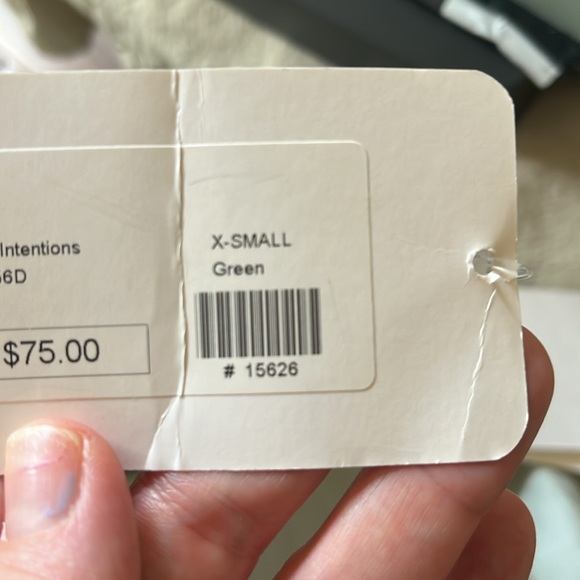 Intentions
6D
$75.00
X-SMALL
Green
# 15626